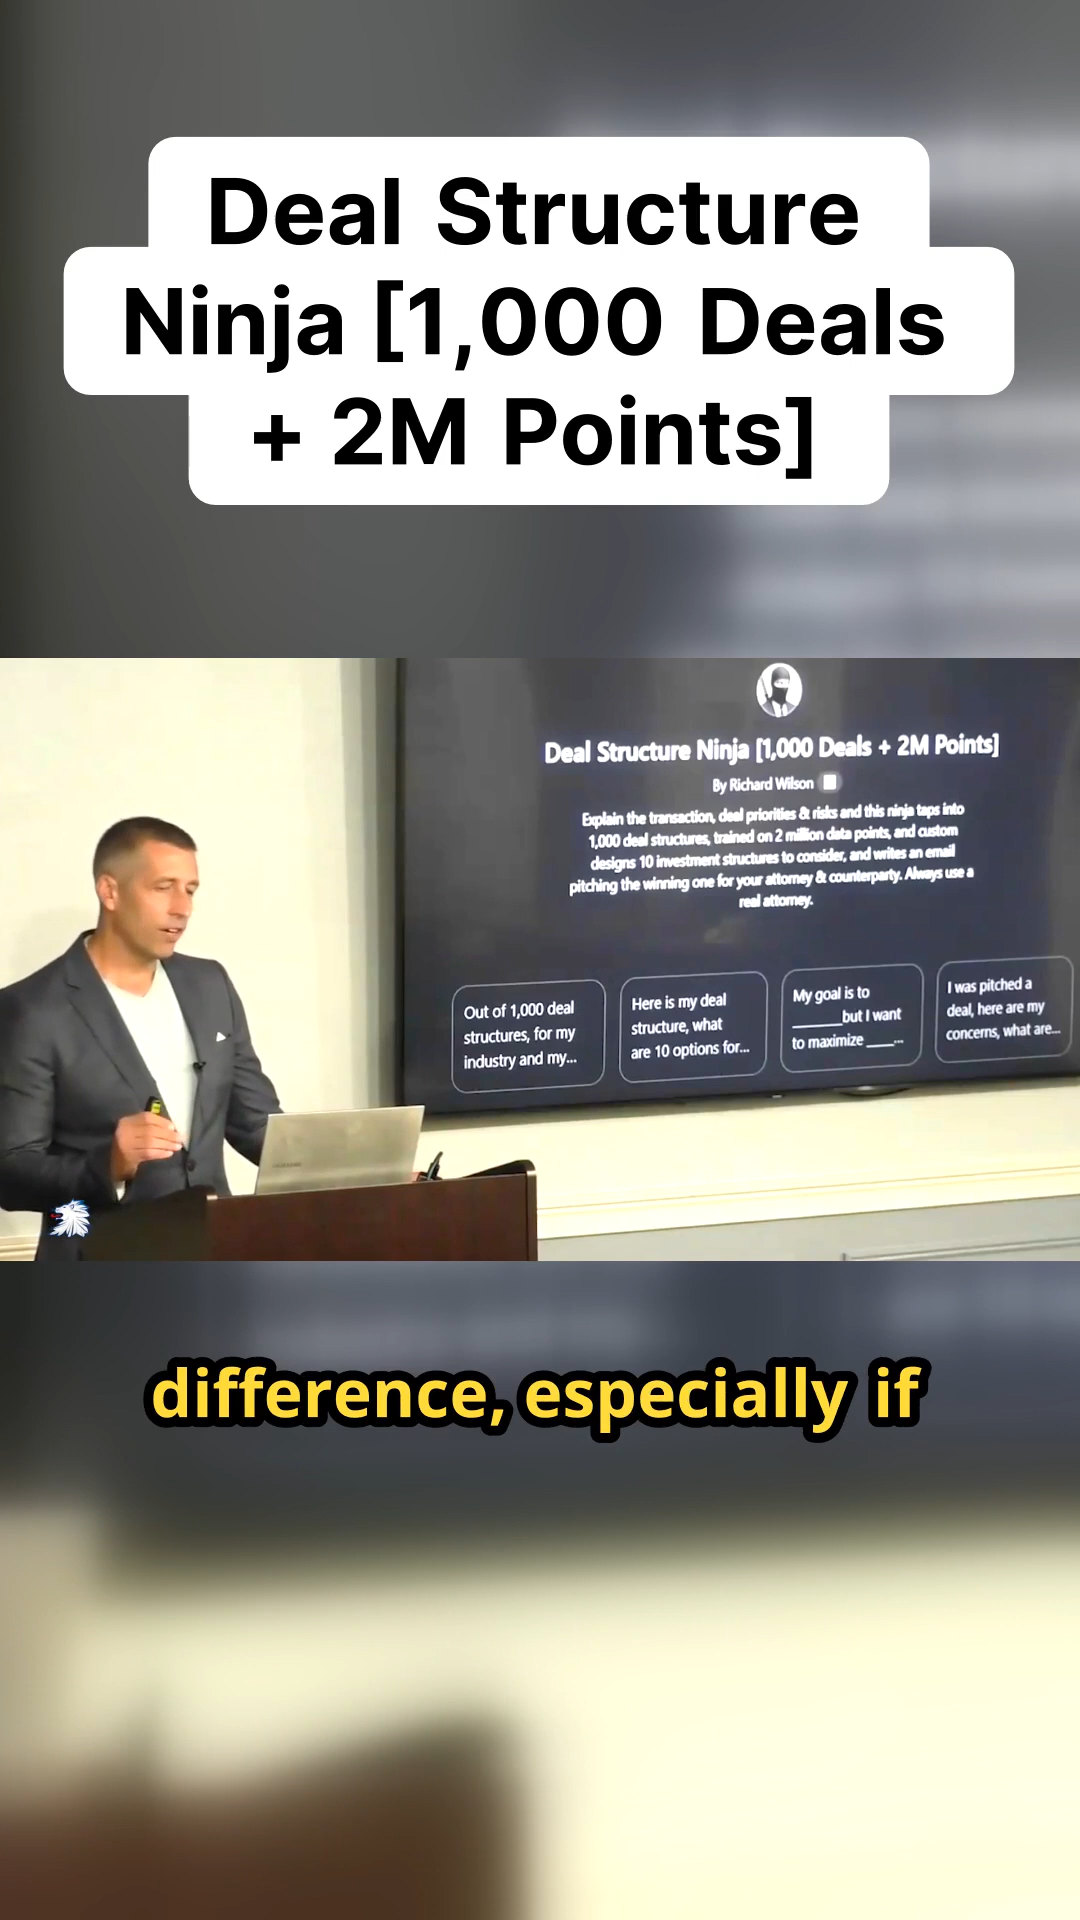 Deal Structure
Ninja [1,000 Deals
+ 2M Points]
Deal Structure Ninja [1,000 Deals + 2M Points]
By Richard Wilson
Explain the transaction, deal priorities & risks and this ninja taps into
1,000 deal structures, trained on 2 million data points, and custom
designs 10 investment structures to consider, and writes an email
pitching the winning one for your attorney & counterparty. Always use a
real attorney.
Out of 1,000 deal
structures, for my
industry and my...
Here is my deal
structure, what
are 10 options for...
My goal is to
______but I want
to maximize ____...
I was pitched a
deal, here are my
concerns, what are...
difference, especially if